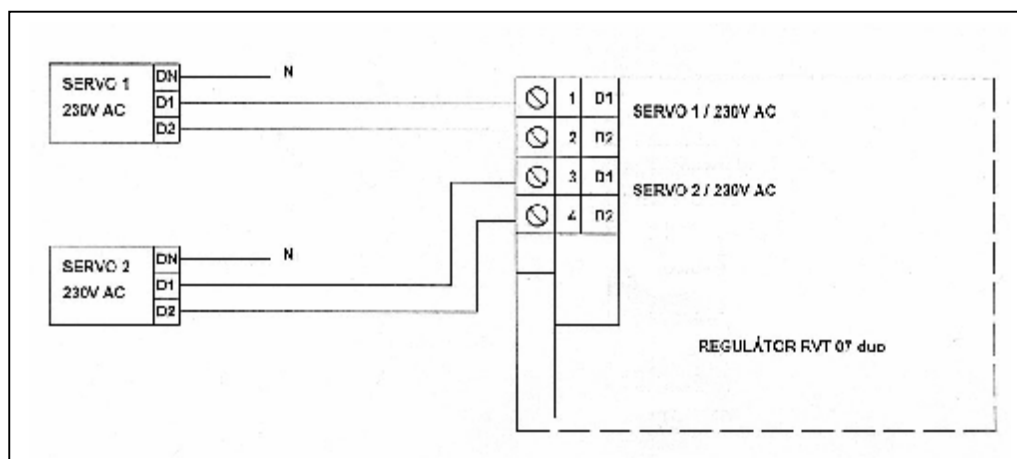 SERVO 1
230V AC
DN
D1
D2
N
1 D1
2 D2
3 D1
4 D2
SERVO 1 / 230V AC
SERVO 2 / 230V AC
SERVO 2
230V AC
DN
D1
D2
N
REGULÁTOR RVT 07 duo